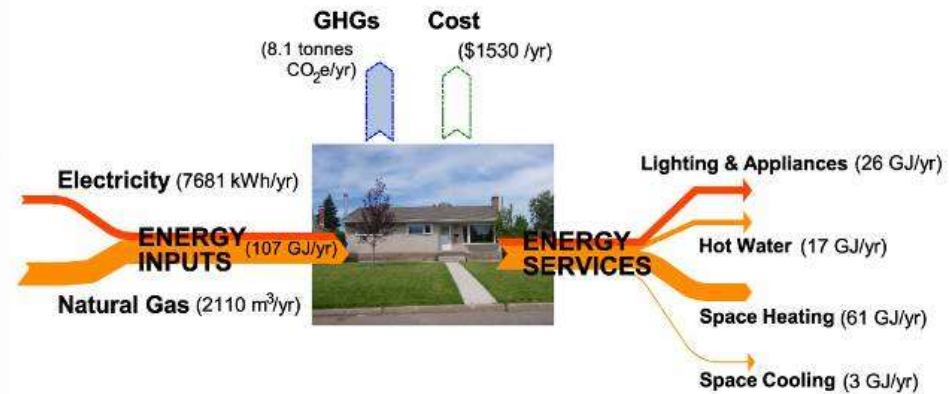 GHGs
(8.1 tonnes
CO₂e/yr)
Cost
($1530 /yr)
Electricity (7681 kWh/yr)
ENERGY
INPUTS
(107 GJ/yr)
Natural Gas (2110 m³/yr)
ENERGY
SERVICES
Lighting & Appliances (26 GJ/yr)
Hot Water (17 GJ/yr)
Space Heating (61 GJ/yr)
Space Cooling (3 GJ/yr)